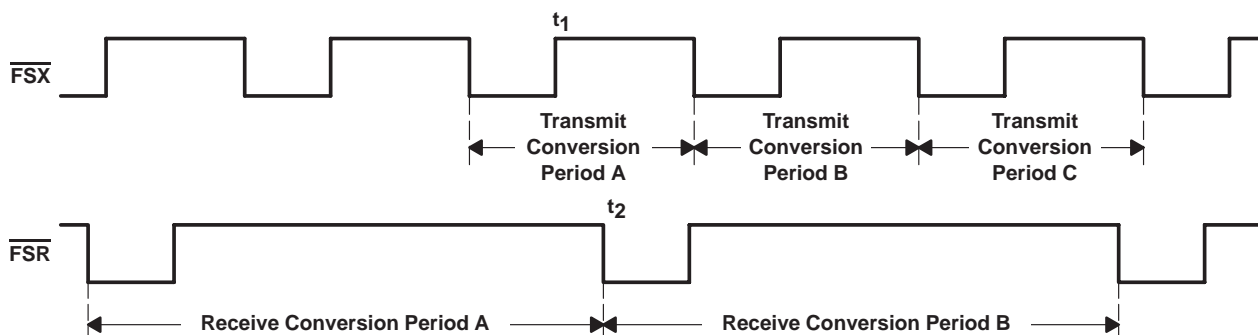 t1
FSX
Transmit
Conversion
Period A
Transmit
Conversion
Period B
Transmit
Conversion
Period C
t2
FSR
Receive Conversion Period A
Receive Conversion Period B